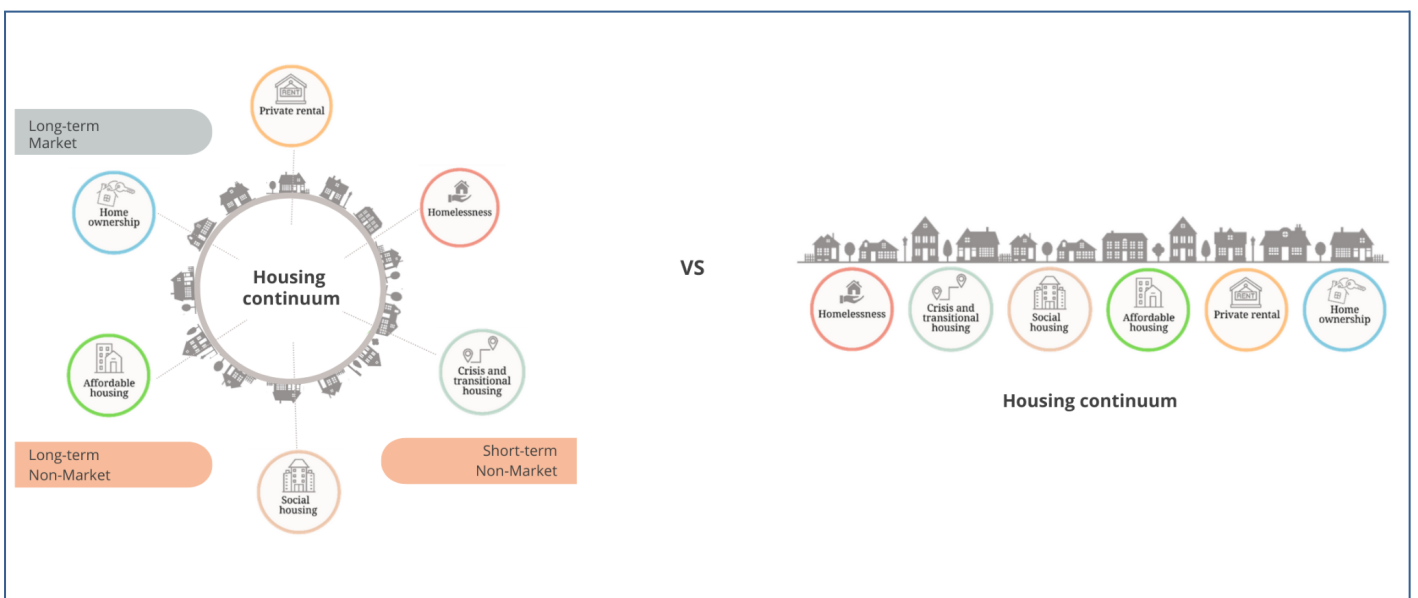 RENT
Private rental
Long-term
Market
Home
ownership
Homelessness
Housing
continuum
Affordable
housing
Crisis and
transitional
housing
Long-term
Non-Market
Short-term
Non-Market
Social
housing
VS
Homelessness
Crisis and
transitional
housing
Social
housing
Affordable
housing
RENT
Private rental
Home
ownership
Housing continuum